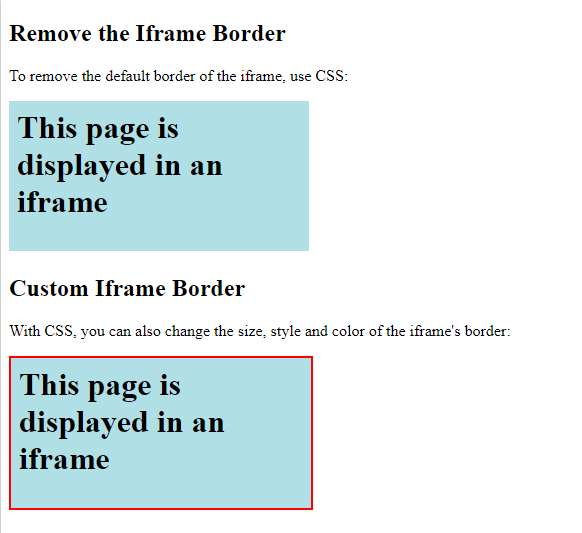 Remove the Iframe Border
To remove the default border of the iframe, use CSS:
This page is
displayed in an
iframe
Custom Iframe Border
With CSS, you can also change the size, style and color of the iframe's border:
This page is
displayed in an
iframe